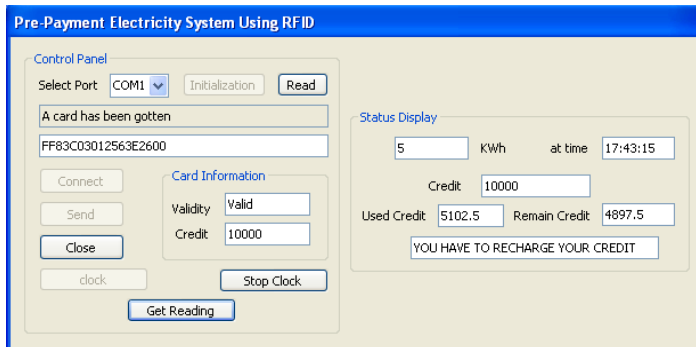 Pre-Payment Electricity System Using RFID
Control Panel
Select Port COM1 Initialization Read
A card has been gotten
FF83C03012563E2600
Connect
Send
Close
Card Information
Validity Valid
Credit 10000
clock Stop Clock
Get Reading
Status Display
5 KWh at time 17:43:15
Credit 10000
Used Credit 5102.5 Remain Credit 4897.5
YOU HAVE TO RECHARGE YOUR CREDIT